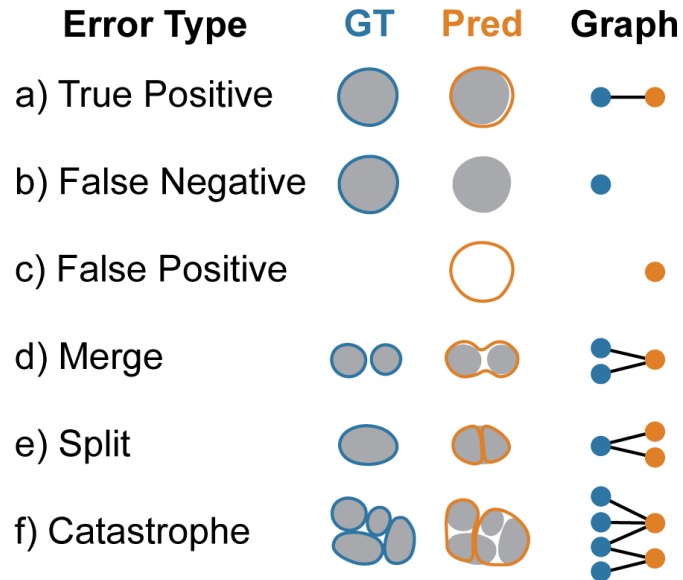 Error Type GT Pred Graph
a) True Positive
b) False Negative
c) False Positive
d) Merge
e) Split
f) Catastrophe